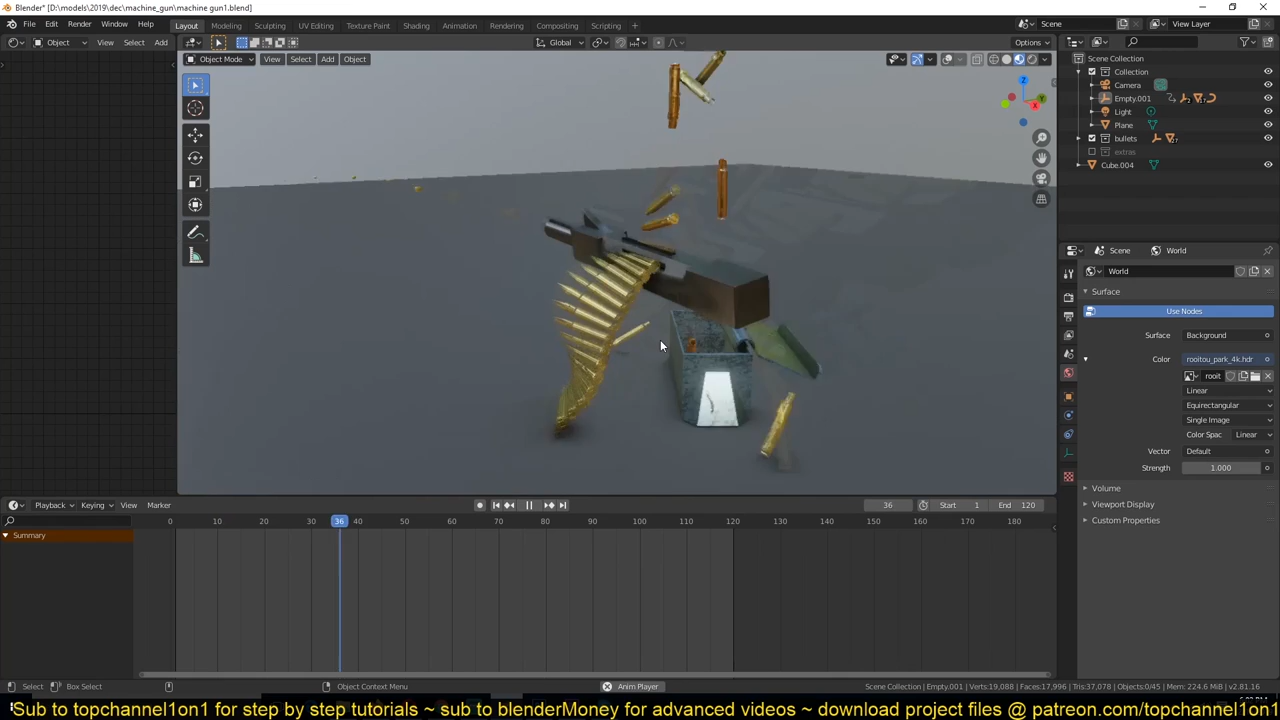 Blender* [D:\models\2019\dec\machine_gun\machine gun1.blend]
File Edit Render Window Help Layout Modeling Sculpting UV Editing Texture Paint Shading Animation Rendering Compositing Scripting Scene View Layer
Object View Select Add Global Options
Object Mode View Select Add Object
Scene Collection
Collection
Camera
Empty.001
Light
Plane
bullets
extras
Cube.004
Scene World
World
Surface
Use Nodes
Surface Background
Color rooitou_park_4k.hdr
rooit
Linear
Equirectangular
Single Image
Color Spac Linear
Vector Default
Strength 1.000
Volume
Viewport Display
Custom Properties
Playback Keying View Marker 36 Start 1 End 120
0 10 20 30 36 40 50 60 70 80 90 100 110 120 130 140 150 160 170 180
Summary
Select Box Select Object Context Menu Anim Player Scene Collection | Empty.001 | Verts:19,088 | Faces:17,996 | Tris:37,078 | Objects:0/45 | Mem: 224.6 MiB | v2.81.16
'Sub to topchannel1on1 for step by step tutorials ~ sub to blenderMoney for advanced videos ~ download project files @ patreon.com/topchannel1on1